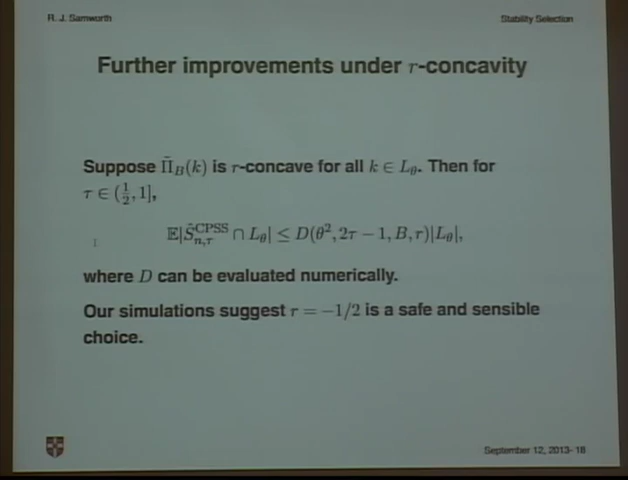 R. J. Samworth
Stability Selection
Further improvements under r-concavity
Suppose Π̃_B(k) is r-concave for all k ∈ L_θ. Then for
τ ∈ (1/2, 1],
𝔼|Ŝ^CPSS_{n,τ} ∩ L_θ| ≤ D(θ², 2τ − 1, B, r)|L_θ|,
where D can be evaluated numerically.
Our simulations suggest r = −1/2 is a safe and sensible
choice.
September 12, 2013- 18